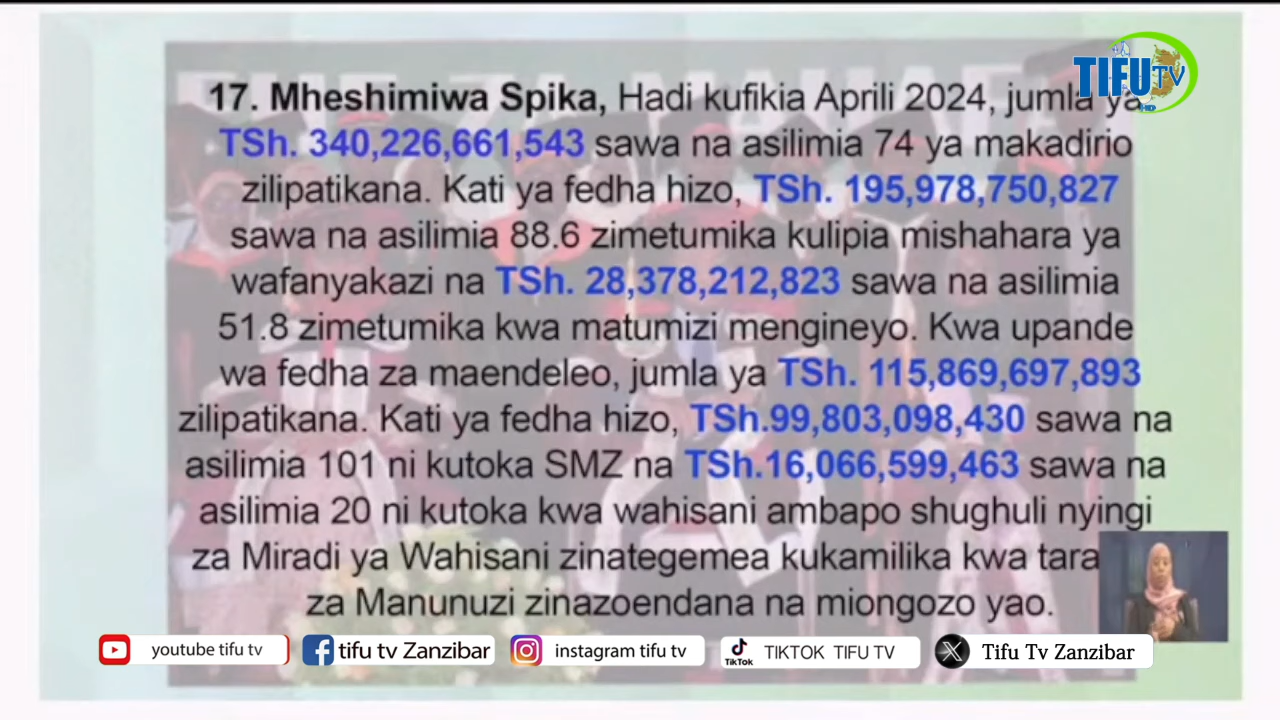 TIFU TV
HD
17. Mheshimiwa Spika, Hadi kufikia Aprili 2024, jumla ya
TSh. 340,226,661,543 sawa na asilimia 74 ya makadirio
zilipatikana. Kati ya fedha hizo, TSh. 195,978,750,827
sawa na asilimia 88.6 zimetumika kulipia mishahara ya
wafanyakazi na TSh. 28,378,212,823 sawa na asilimia
51.8 zimetumika kwa matumizi mengineyo. Kwa upande
wa fedha za maendeleo, jumla ya TSh. 115,869,697,893
zilipatikana. Kati ya fedha hizo, TSh.99,803,098,430 sawa na
asilimia 101 ni kutoka SMZ na TSh.16,066,599,463 sawa na
asilimia 20 ni kutoka kwa wahisani ambapo shughuli nyingi
za Miradi ya Wahisani zinategemea kukamilika kwa tara
za Manunuzi zinazoendana na miongozo yao.
youtube tifu tv
tifu tv Zanzibar
instagram tifu tv
TikTok
TIKTOK TIFU TV
Tifu Tv Zanzibar